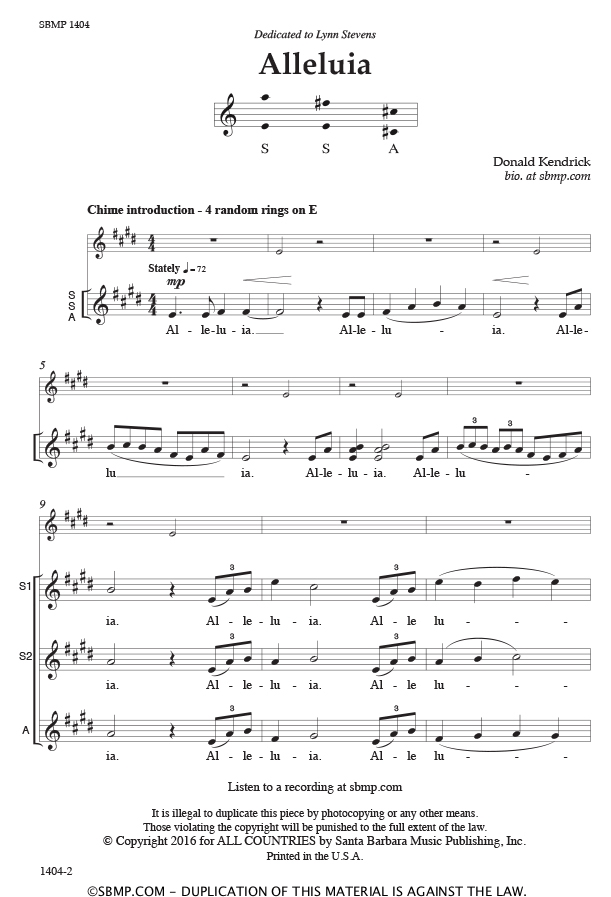 SBMP 1404
Dedicated to Lynn Stevens
Alleluia
S S A
Donald Kendrick
bio. at sbmp.com
Chime introduction - 4 random rings on E
Stately ♩ = 72
mp
S
S
A
Al - le - lu - ia. Al-le - lu - ia. Al-le-
5
lu ia. Al-le - lu - ia. Al-le - lu -
3 3 3
9
S1
3 3
ia. Al - le - lu - ia. Al - le lu -
S2
3 3
ia. Al - le - lu - ia. Al - le lu -
A
3 3
ia. Al - le - lu - ia. Al - le lu -
Listen to a recording at sbmp.com
It is illegal to duplicate this piece by photocopying or any other means.
Those violating the copyright will be punished to the full extent of the law.
© Copyright 2016 for ALL COUNTRIES by Santa Barbara Music Publishing, Inc.
Printed in the U.S.A.
1404-2
©SBMP.COM – DUPLICATION OF THIS MATERIAL IS AGAINST THE LAW.